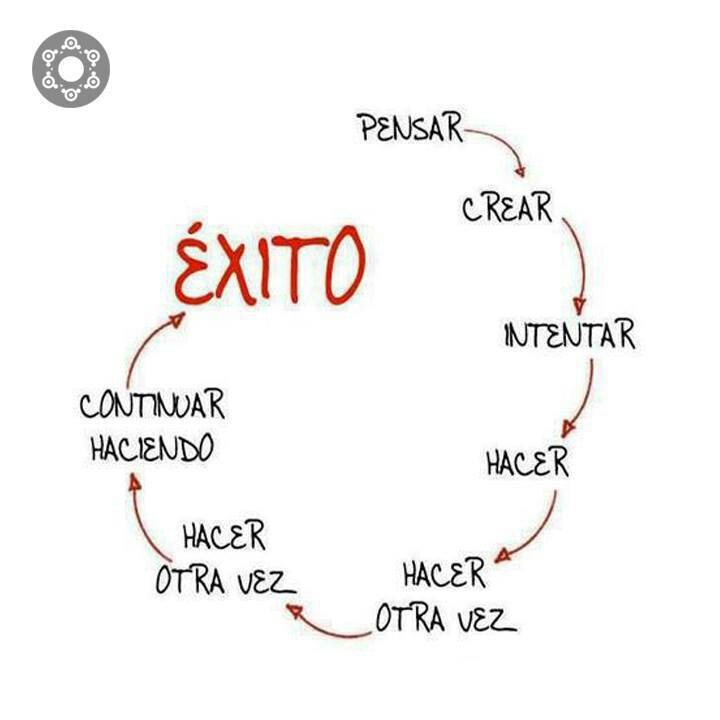 PENSAR
CREAR
INTENTAR
HACER
HACER
OTRA VEZ
HACER
OTRA VEZ
CONTINUAR
HACIENDO
ÉXITO